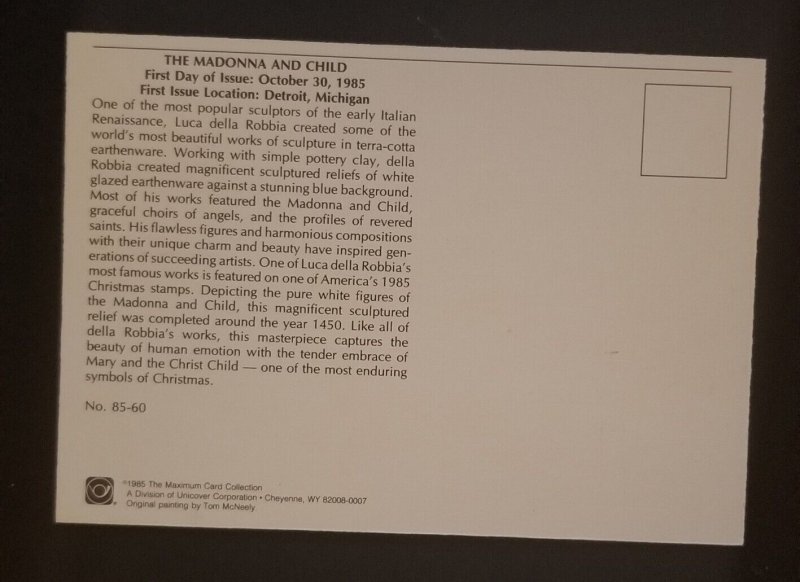 THE MADONNA AND CHILD
First Day of Issue: October 30, 1985
First Issue Location: Detroit, Michigan
One of the most popular sculptors of the early Italian
Renaissance, Luca della Robbia created some of the
world's most beautiful works of sculpture in terra-cotta
earthenware. Working with simple pottery clay, della
Robbia created magnificent sculptured reliefs of white
glazed earthenware against a stunning blue background.
Most of his works featured the Madonna and Child,
graceful choirs of angels, and the profiles of revered
saints. His flawless figures and harmonious compositions
with their unique charm and beauty have inspired gen-
erations of succeeding artists. One of Luca della Robbia's
most famous works is featured on one of America's 1985
Christmas stamps. Depicting the pure white figures of
the Madonna and Child, this magnificent sculptured
relief was completed around the year 1450. Like all of
della Robbia's works, this masterpiece captures the
beauty of human emotion with the tender embrace of
Mary and the Christ Child — one of the most enduring
symbols of Christmas.
No. 85-60
©1985 The Maximum Card Collection
A Division of Unicover Corporation • Cheyenne, WY 82008-0007
Original painting by Tom McNeely